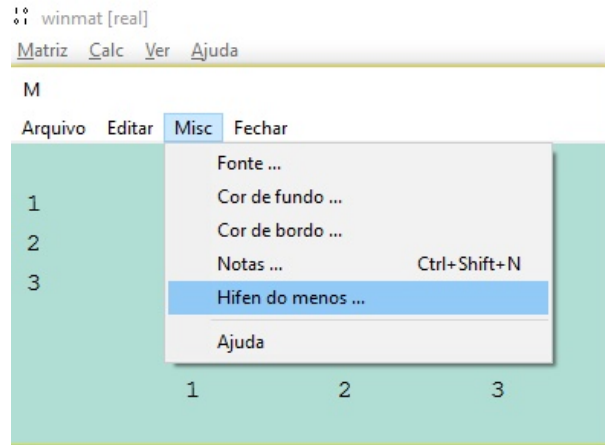 winmat [real]
Matriz Calc Ver Ajuda
M
Arquivo Editar Misc Fechar
Fonte ...
1 Cor de fundo ...
Cor de bordo ...
2 Notas ... Ctrl+Shift+N
3 Hifen do menos ...
Ajuda
1 2 3